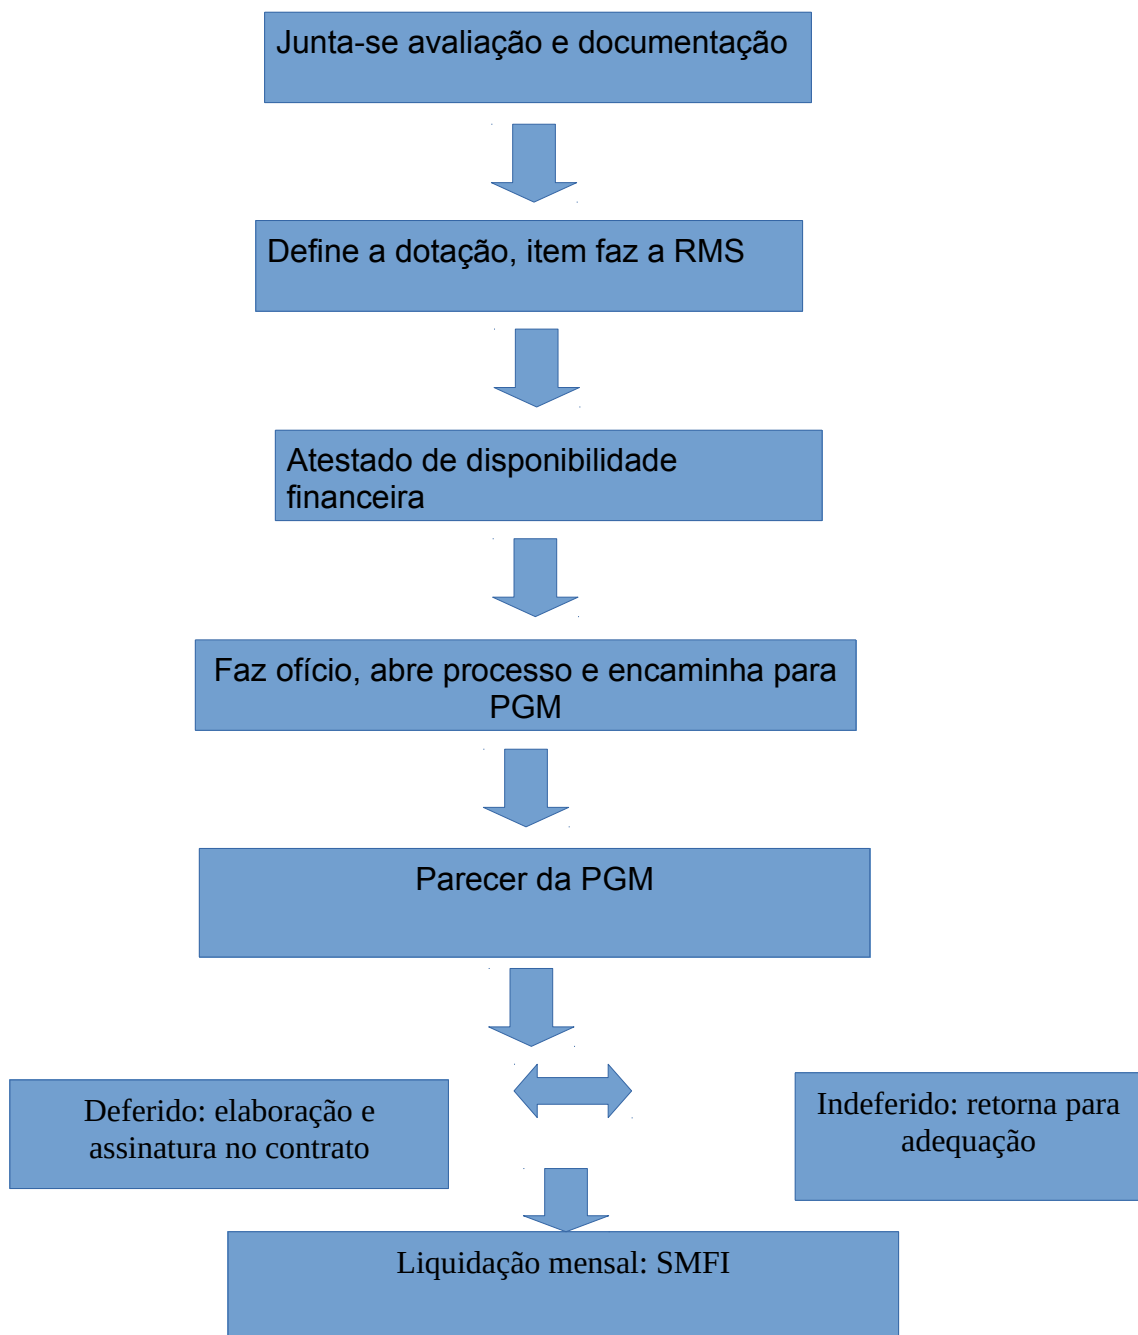 Junta-se avaliação e documentação
Define a dotação, item faz a RMS
Atestado de disponibilidade
financeira
Faz ofício, abre processo e encaminha para
PGM
Parecer da PGM
Deferido: elaboração e
assinatura no contrato
Indeferido: retorna para
adequação
Liquidação mensal: SMFI